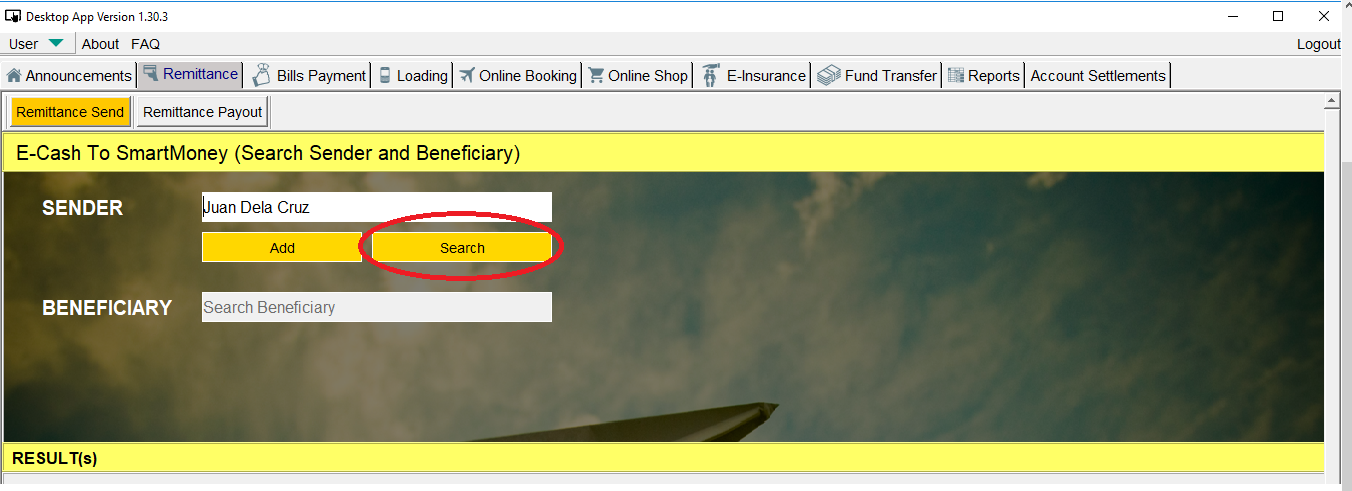 Desktop App Version 1.30.3
User About FAQ Logout
Announcements Remittance Bills Payment Loading Online Booking Online Shop E-Insurance Fund Transfer Reports Account Settlements
Remittance Send Remittance Payout
E-Cash To SmartMoney (Search Sender and Beneficiary)
SENDER Juan Dela Cruz
Add Search
BENEFICIARY Search Beneficiary
RESULT(s)